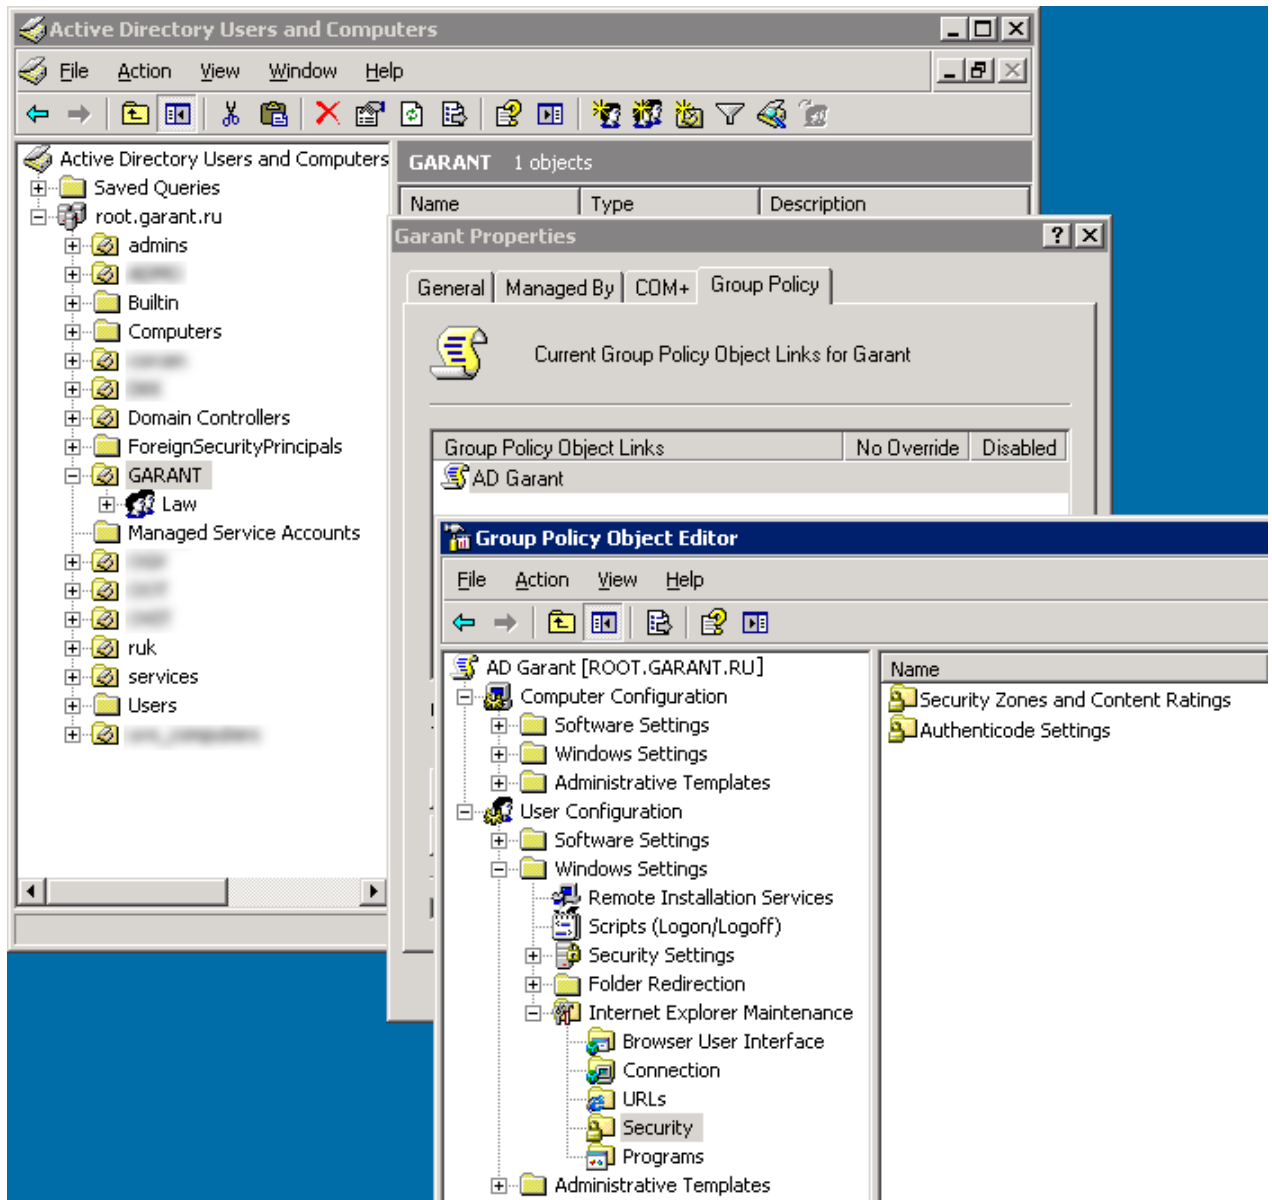 Active Directory Users and Computers
File Action View Window Help
Active Directory Users and Computers
Saved Queries
root.garant.ru
admins
Builtin
Computers
Domain Controllers
ForeignSecurityPrincipals
GARANT
Law
Managed Service Accounts
ruk
services
Users
GARANT 1 objects
Name Type Description
Garant Properties
General Managed By COM+ Group Policy
Current Group Policy Object Links for Garant
Group Policy Object Links No Override Disabled
AD Garant
Group Policy Object Editor
File Action View Help
AD Garant [ROOT.GARANT.RU]
Computer Configuration
Software Settings
Windows Settings
Administrative Templates
User Configuration
Software Settings
Windows Settings
Remote Installation Services
Scripts (Logon/Logoff)
Security Settings
Folder Redirection
Internet Explorer Maintenance
Browser User Interface
Connection
URLs
Security
Programs
Administrative Templates
Name
Security Zones and Content Ratings
Authenticode Settings